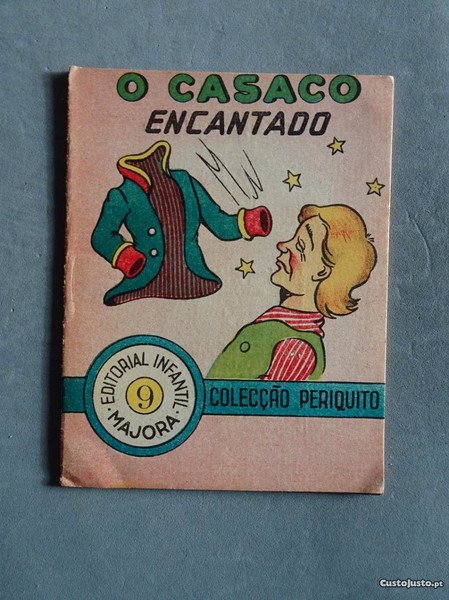 O CASACO
ENCANTADO
EDITORIAL INFANTIL
9
· MAJORA ·
COLECÇÃO PERIQUITO
CustoJusto.pt